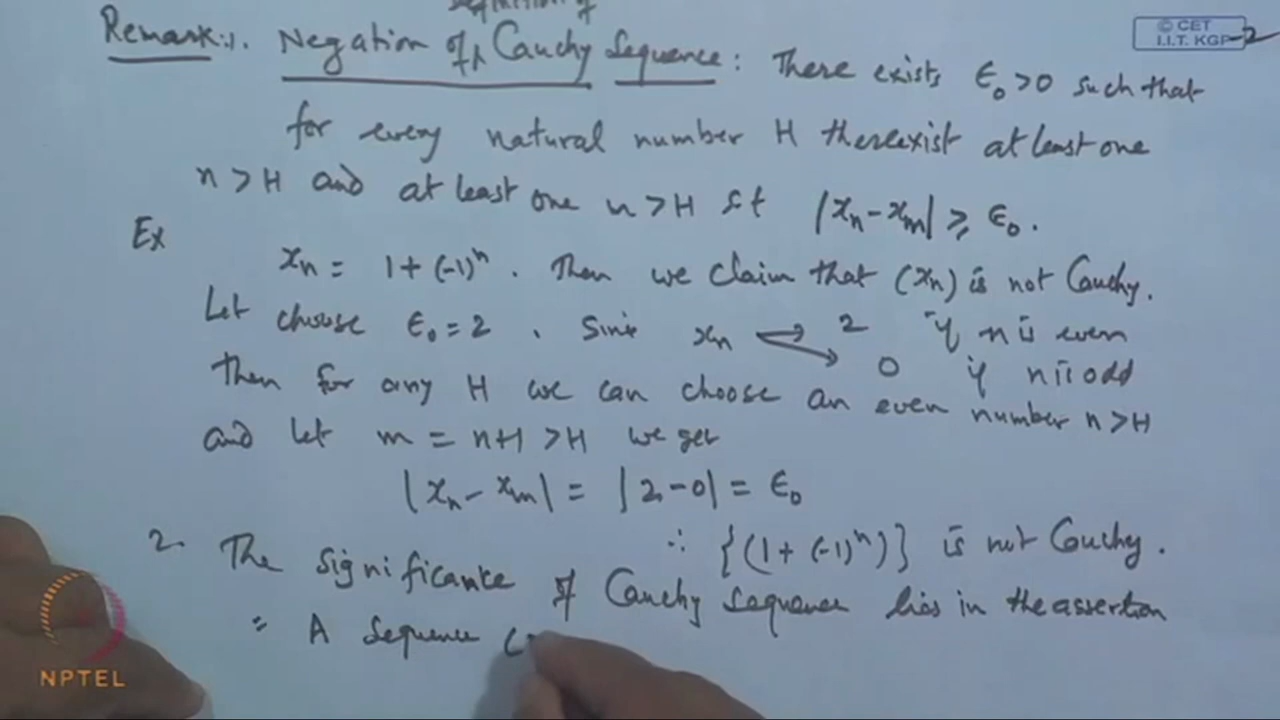 Definition of
Remark: 1. Negation of ∧ Cauchy Sequence : There exists ε₀ > 0 such that
for every natural number H there exist at least one
n > H and at least one m > H st |xₙ - xₘ| ≥ ε₀.
Ex
xₙ = 1 + (-1)ⁿ. Then we claim that (xₙ) is not Cauchy.
Let choose ε₀ = 2. Since xₙ → 2 if n is even
→ 0 if n is odd
Then for any H we can choose an even number n > H
and let m = n+1 > H we get
|xₙ - xₘ| = |2 - 0| = ε₀
∴ {(1 + (-1)ⁿ)} is not Cauchy.
2. The significance of Cauchy Sequence lies in the assertion
" A Sequence (
© CET
I.I.T. KGP
-2
NPTEL